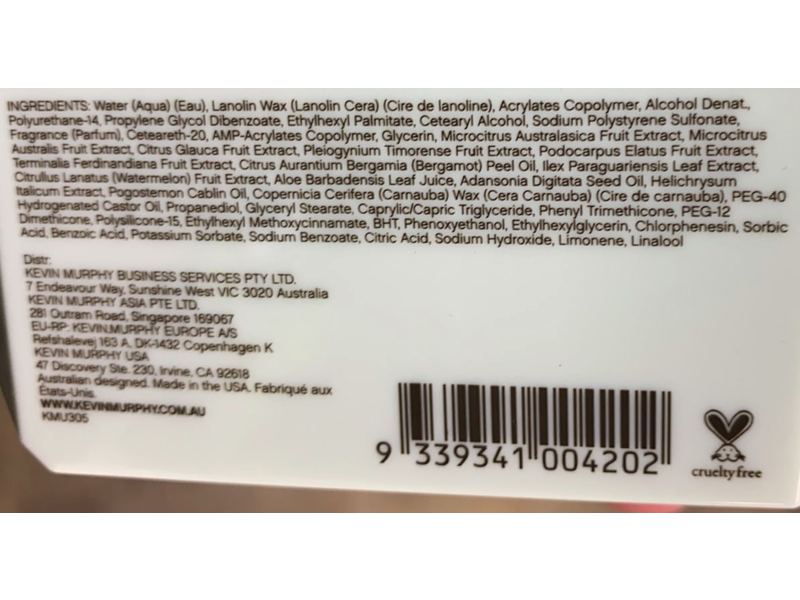 INGREDIENTS: Water (Aqua) (Eau), Lanolin Wax (Lanolin Cera) (Cire de lanoline), Acrylates Copolymer, Alcohol Denat.,
Polyurethane-14, Propylene Glycol Dibenzoate, Ethylhexyl Palmitate, Cetearyl Alcohol, Sodium Polystyrene Sulfonate,
Fragrance (Parfum), Ceteareth-20, AMP-Acrylates Copolymer, Glycerin, Microcitrus Australasica Fruit Extract, Microcitrus
Australis Fruit Extract, Citrus Glauca Fruit Extract, Pleiogynium Timorense Fruit Extract, Podocarpus Elatus Fruit Extract,
Terminalia Ferdinandiana Fruit Extract, Citrus Aurantium Bergamia (Bergamot) Peel Oil, Ilex Paraguariensis Leaf Extract,
Citrullus Lanatus (Watermelon) Fruit Extract, Aloe Barbadensis Leaf Juice, Adansonia Digitata Seed Oil, Helichrysum
Italicum Extract, Pogostemon Cablin Oil, Copernicia Cerifera (Carnauba) Wax (Cera Carnauba) (Cire de carnauba), PEG-40
Hydrogenated Castor Oil, Propanediol, Glyceryl Stearate, Caprylic/Capric Triglyceride, Phenyl Trimethicone, PEG-12
Dimethicone, Polysilicone-15, Ethylhexyl Methoxycinnamate, BHT, Phenoxyethanol, Ethylhexylglycerin, Chlorphenesin, Sorbic
Acid, Benzoic Acid, Potassium Sorbate, Sodium Benzoate, Citric Acid, Sodium Hydroxide, Limonene, Linalool
Distr:
KEVIN MURPHY BUSINESS SERVICES PTY LTD.
7 Endeavour Way, Sunshine West VIC 3020 Australia
KEVIN MURPHY ASIA PTE LTD.
281 Outram Road, Singapore 169067
EU-RP: KEVIN.MURPHY EUROPE A/S
Refshalevej 163 A, DK-1432 Copenhagen K
KEVIN MURPHY USA
47 Discovery Ste. 230, Irvine, CA 92618
Australian designed. Made in the USA. Fabriqué aux
États-Unis.
WWW.KEVINMURPHY.COM.AU
KMU305
9 339341 004202
crueltyfree